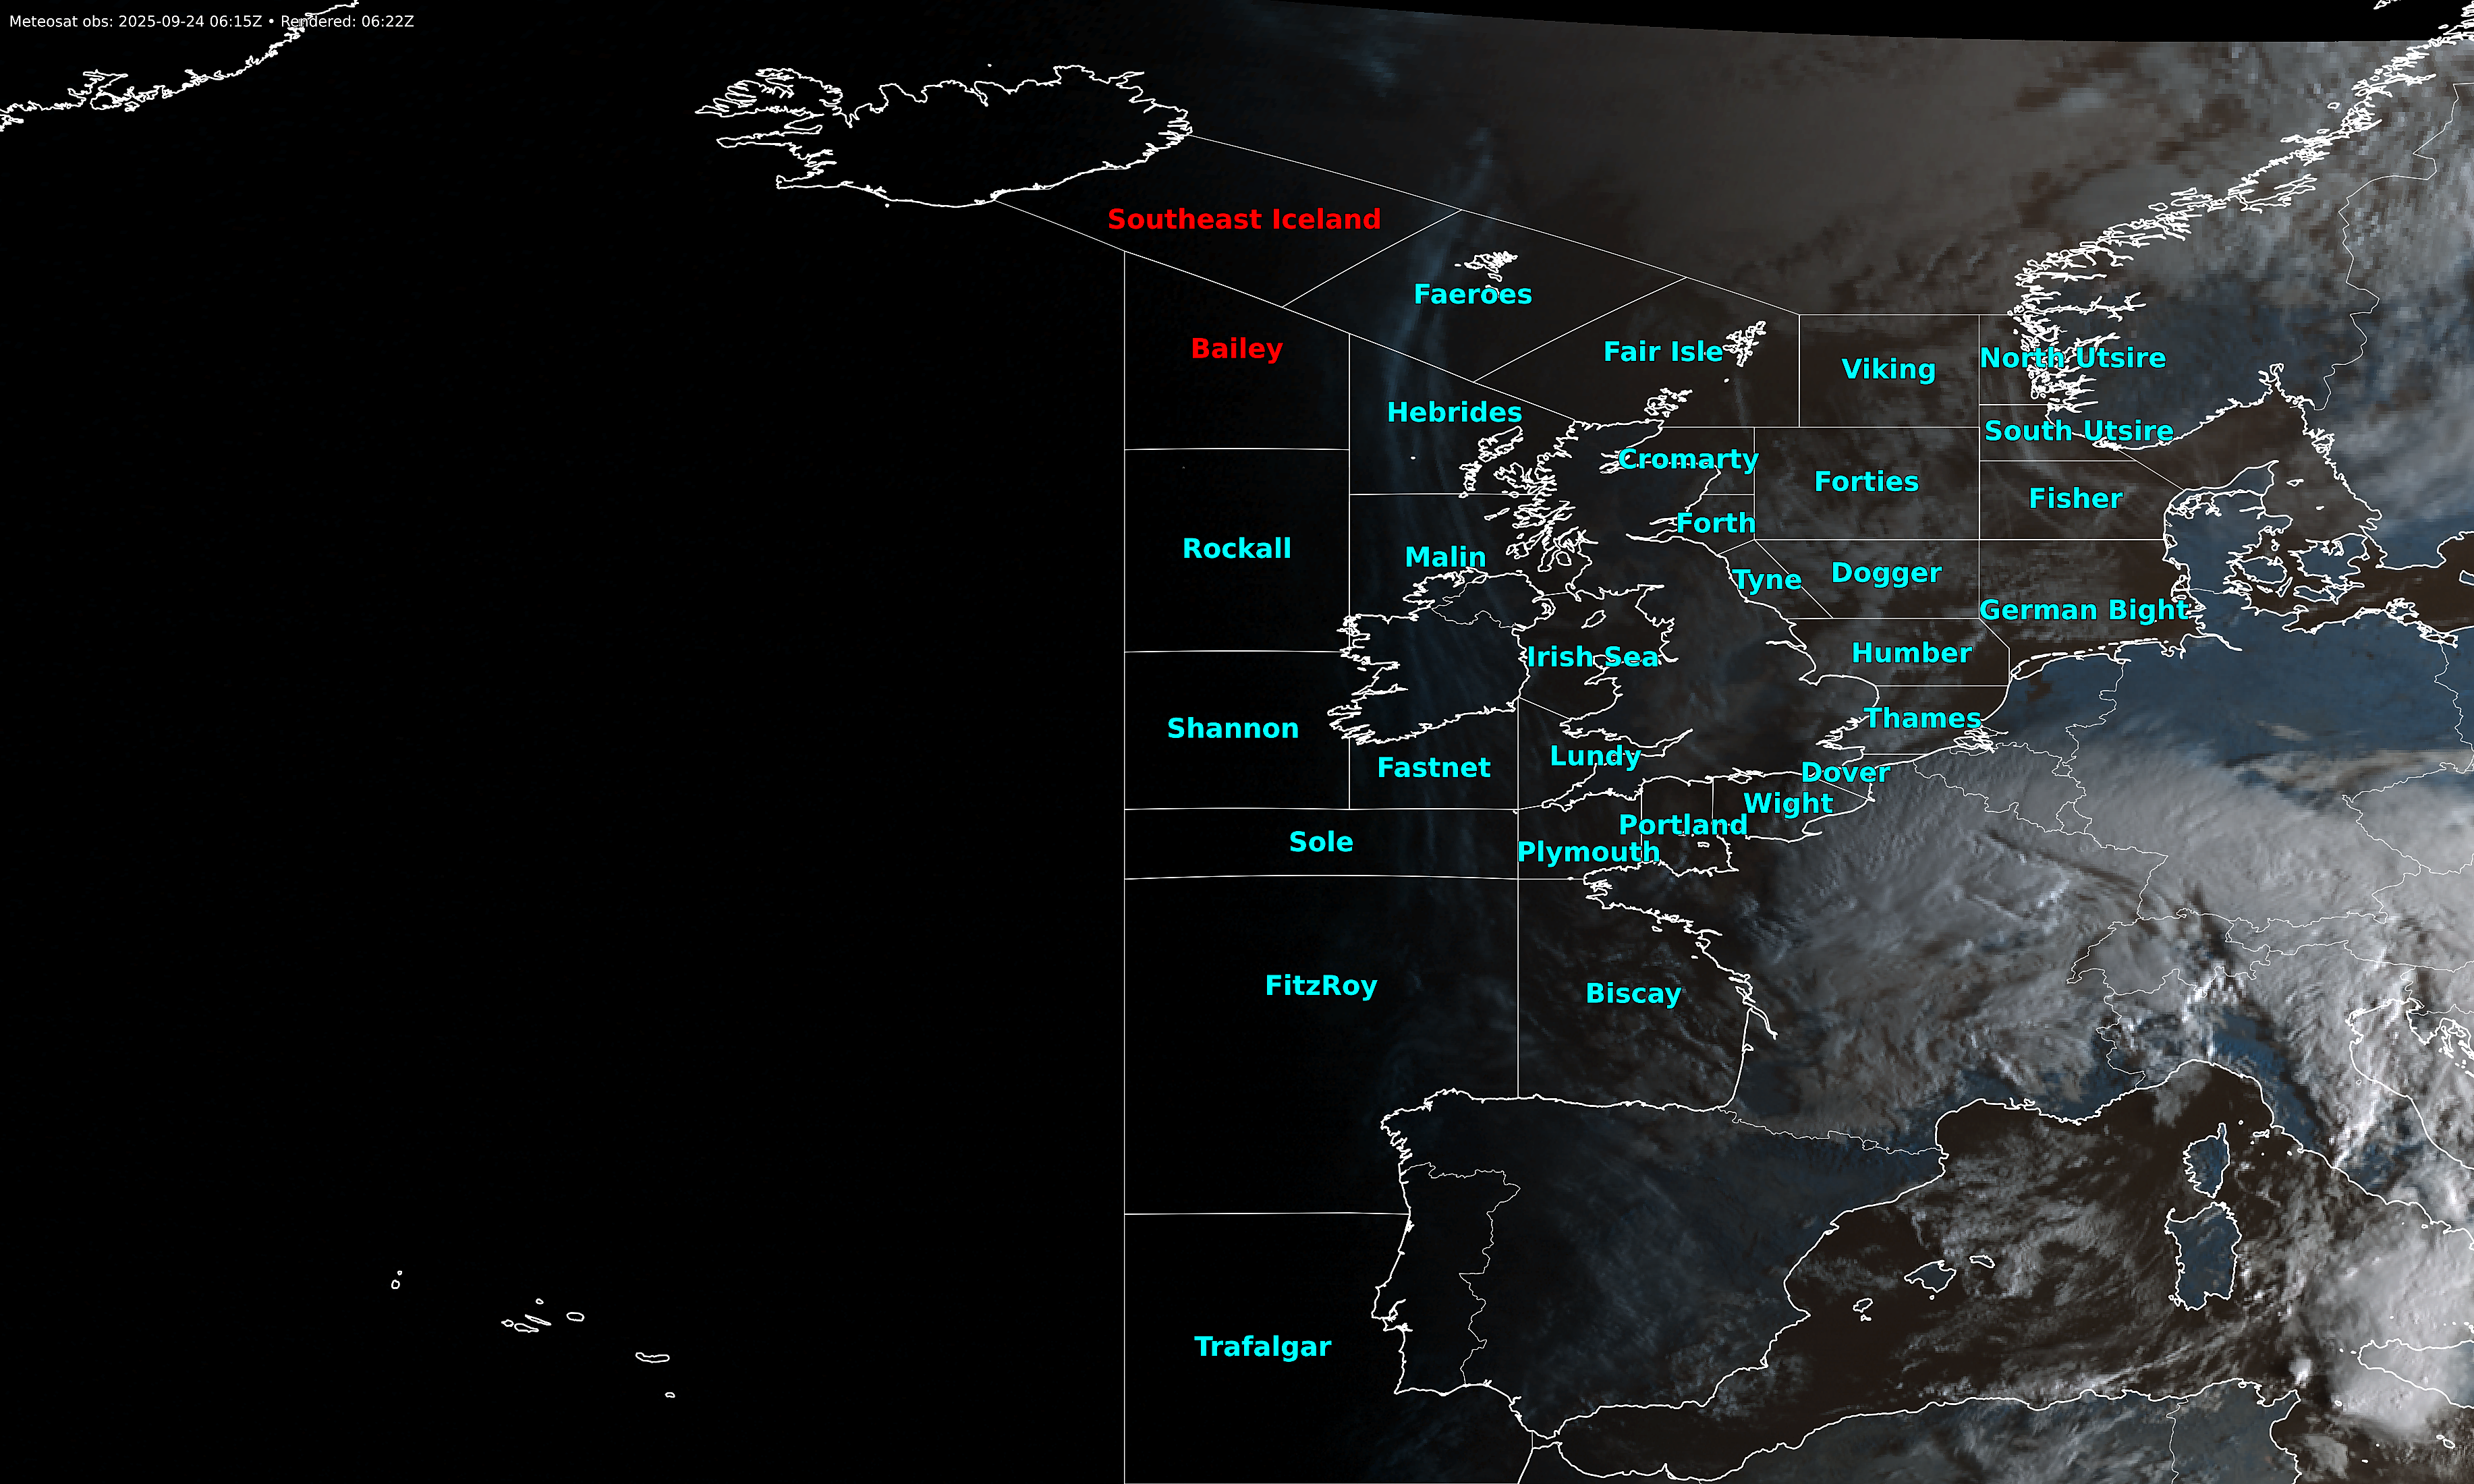 Meteosat obs: 2025-09-24 06:15Z • Rendered: 06:22Z
Southeast Iceland
Faeroes
Bailey
Fair Isle
Viking
North Utsire
Hebrides
South Utsire
Cromarty
Forties
Fisher
Forth
Rockall
Malin
Tyne
Dogger
German Bight
Irish Sea
Humber
Shannon
Thames
Fastnet
Lundy
Dover
Wight
Portland
Sole
Plymouth
FitzRoy
Biscay
Trafalgar